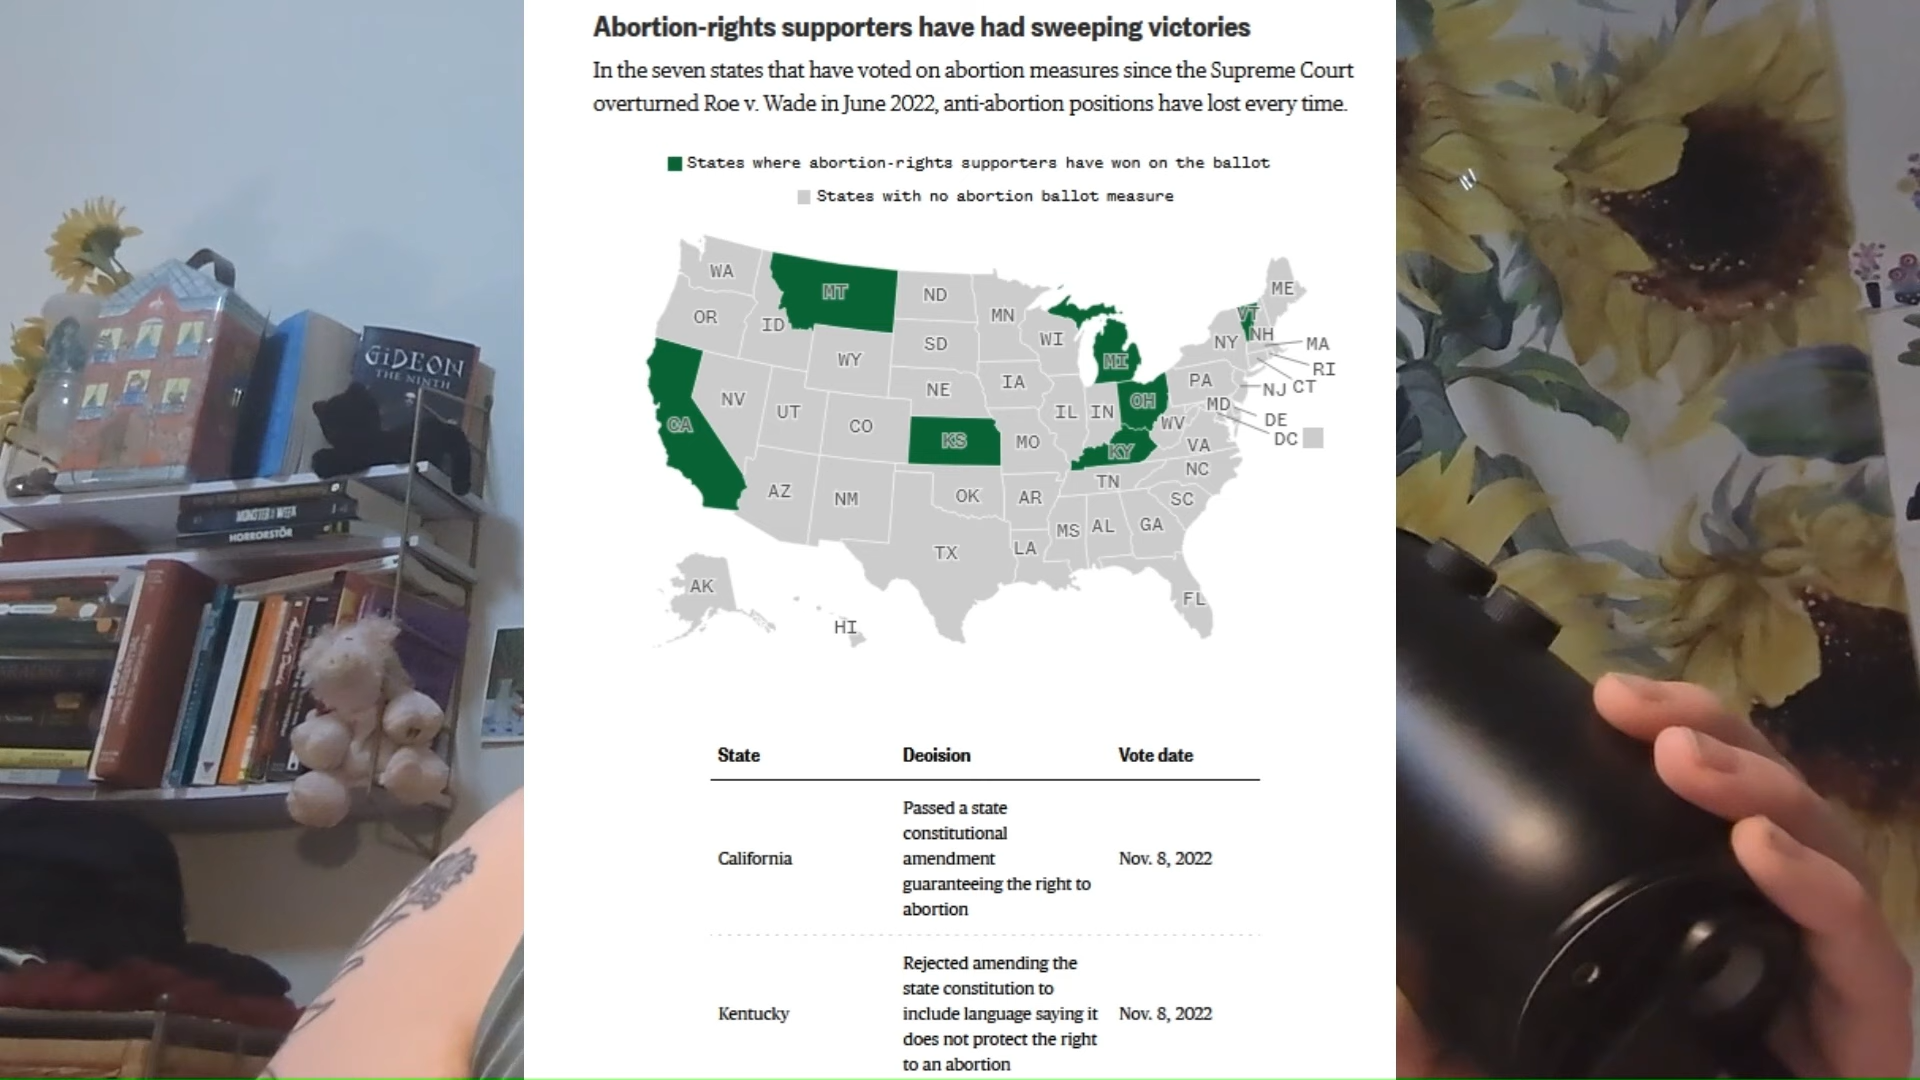 Abortion-rights supporters have had sweeping victories
In the seven states that have voted on abortion measures since the Supreme Court
overturned Roe v. Wade in June 2022, anti-abortion positions have lost every time.
States where abortion-rights supporters have won on the ballot
States with no abortion ballot measure
WA
MT
ND
MN
ME
OR
ID
SD
WI
MI
VT
NH
NY
MA
WY
RI
NV
UT
CO
NE
IA
IL
IN
OH
PA
NJ
CT
MD
DE
CA
KS
MO
KY
WV
VA
DC
AZ
NM
OK
AR
TN
NC
SC
TX
LA
MS
AL
GA
AK
HI
FL
State Deoision Vote date
California
Passed a state
constitutional
amendment
guaranteeing the right to
abortion
Nov. 8, 2022
Kentucky
Rejected amending the
state constitution to
include language saying it
does not protect the right
to an abortion
Nov. 8, 2022
GiDEON
THE NINTH
MONSTER OF THE WEEK
HORRORSTÖR